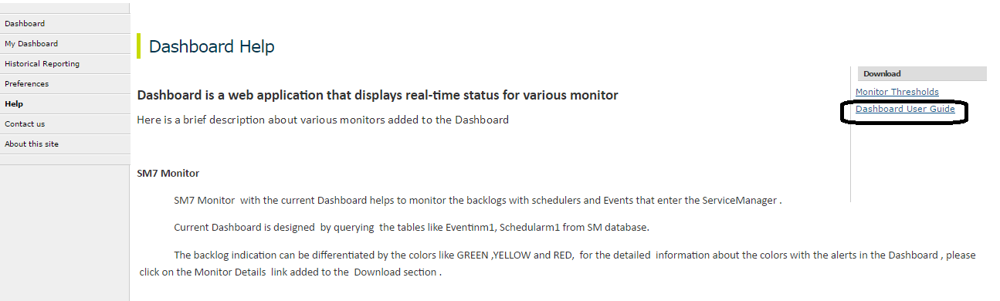 Dashboard
My Dashboard
Historical Reporting
Preferences
Help
Contact us
About this site
Dashboard Help
Download
Monitor Thresholds
Dashboard User Guide
Dashboard is a web application that displays real-time status for various monitor
Here is a brief description about various monitors added to the Dashboard
SM7 Monitor
SM7 Monitor with the current Dashboard helps to monitor the backlogs with schedulers and Events that enter the ServiceManager .
Current Dashboard is designed by querying the tables like Eventinm1, Schedularm1 from SM database.
The backlog indication can be differentiated by the colors like GREEN ,YELLOW and RED, for the detailed information about the colors with the alerts in the Dashboard , please
click on the Monitor Details link added to the Download section .